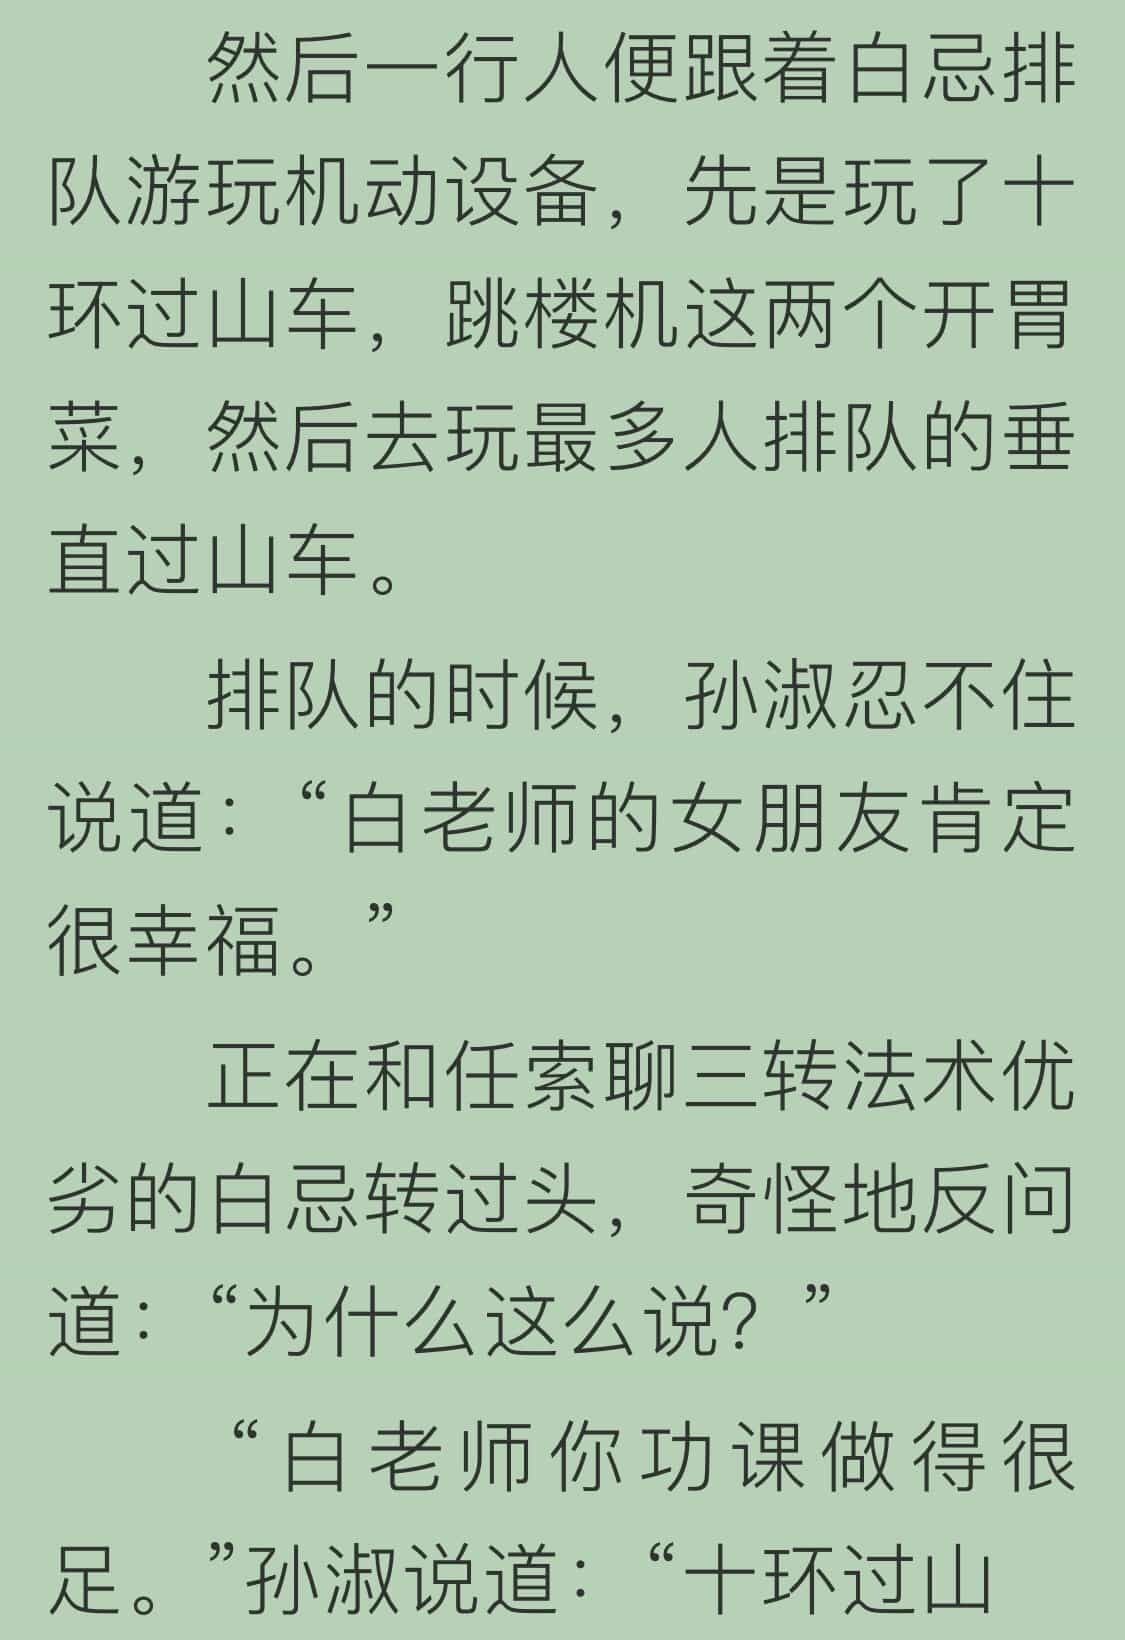 然后一行人便跟着白忌排
队游玩机动设备，先是玩了十
环过山车，跳楼机这两个开胃
菜，然后去玩最多人排队的垂
直过山车。
排队的时候，孙淑忍不住
说道：“白老师的女朋友肯定
很幸福。”
正在和任索聊三转法术优
劣的白忌转过头，奇怪地反问
道：“为什么这么说？”
“白老师你功课做得很
足。”孙淑说道：“十环过山